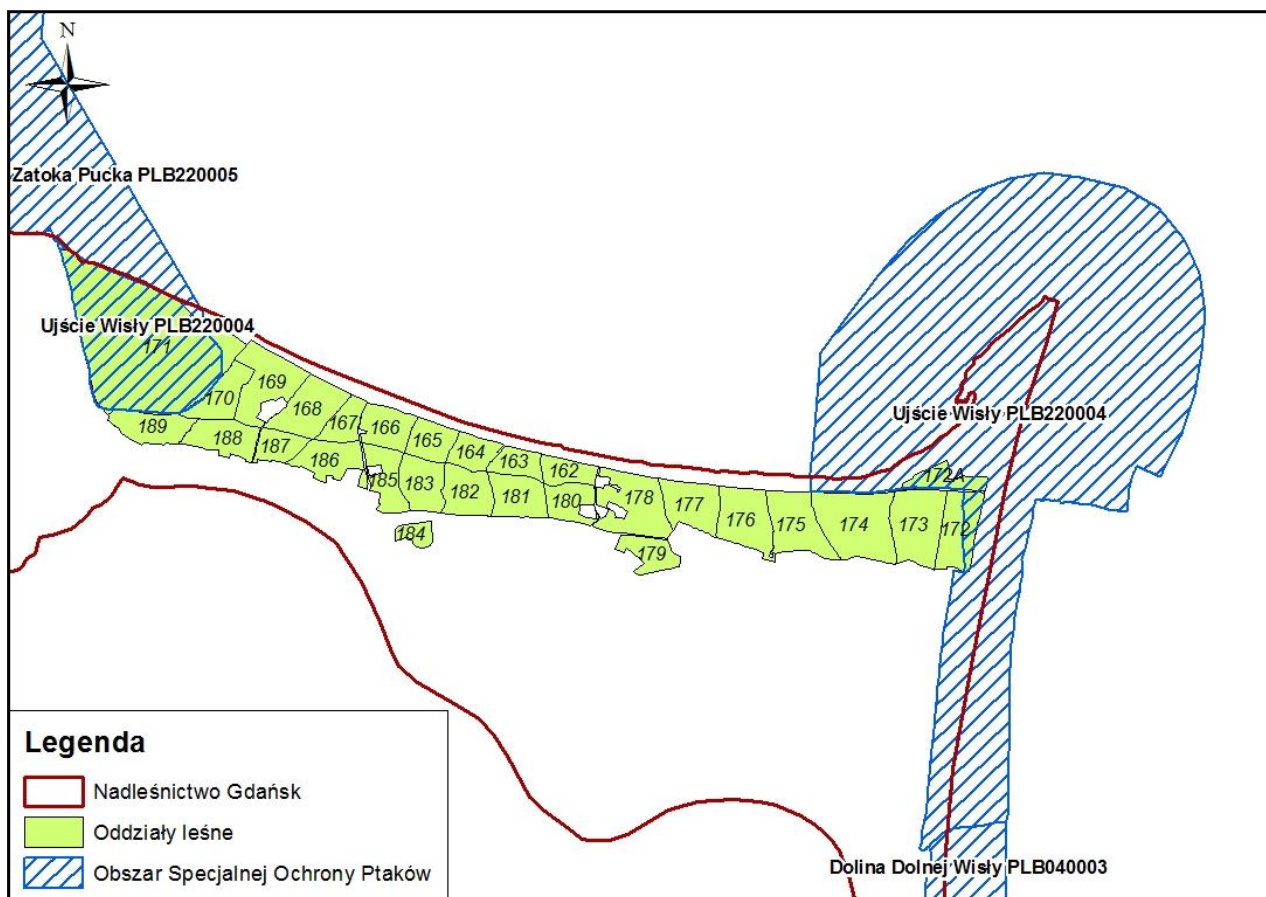 N
Zatoka Pucka PLB220005
Ujście Wisły PLB220004
171
169
170
168
167
166
165
164
163
162
189
188
187
186
185
183
182
181
180
178
177
176
175
174
173
172
172A
184
179
Ujście Wisły PLB220004
Dolina Dolnej Wisły PLB040003
Legenda
Nadleśnictwo Gdańsk
Oddziały leśne
Obszar Specjalnej Ochrony Ptaków